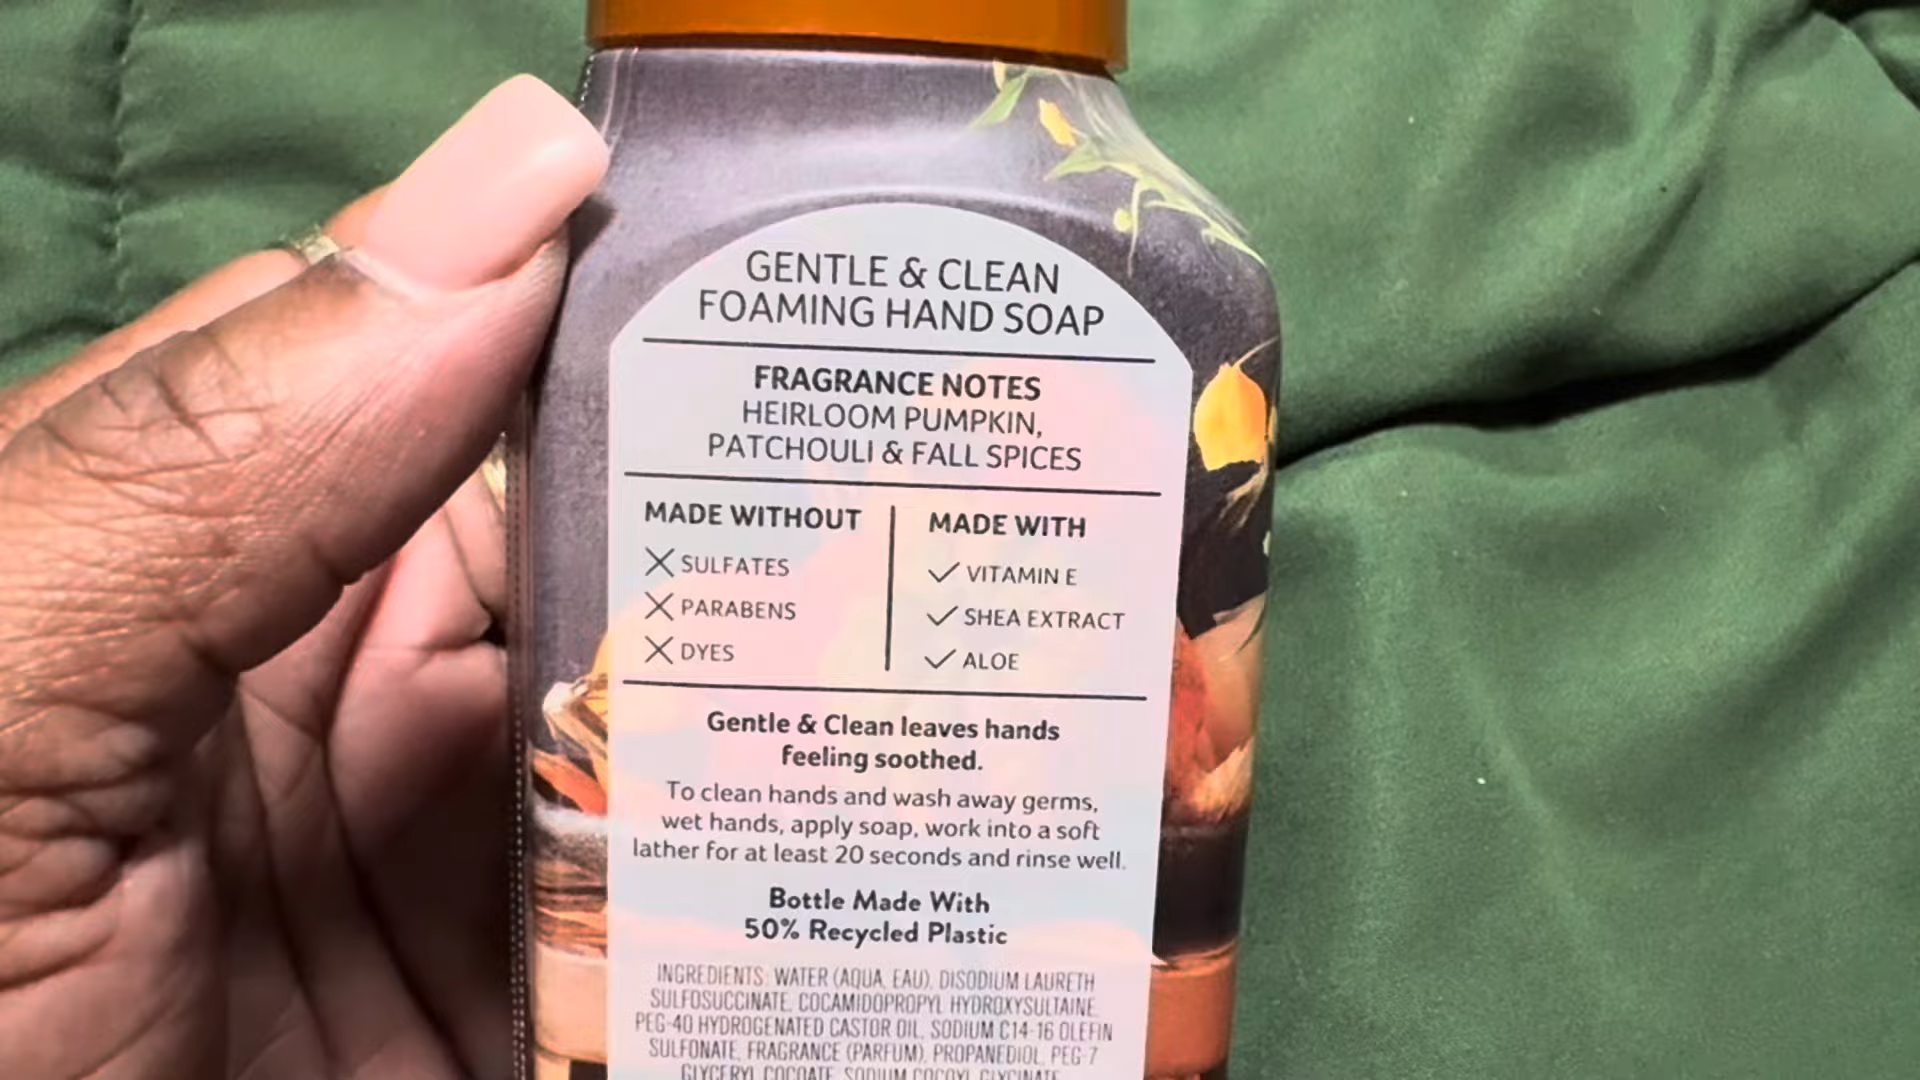 GENTLE & CLEAN
FOAMING HAND SOAP
FRAGRANCE NOTES
HEIRLOOM PUMPKIN,
PATCHOULI & FALL SPICES
MADE WITHOUT
SULFATES
PARABENS
DYES
MADE WITH
VITAMIN E
SHEA EXTRACT
ALOE
Gentle & Clean leaves hands
feeling soothed.
To clean hands and wash away germs,
wet hands, apply soap, work into a soft
lather for at least 20 seconds and rinse well.
Bottle Made With
50% Recycled Plastic
INGREDIENTS: WATER (AQUA, EAU), DISODIUM LAURETH
SULFOSUCCINATE, COCAMIDOPROPYL HYDROXYSULTAINE,
PEG-40 HYDROGENATED CASTOR OIL, SODIUM C14-16 OLEFIN
SULFONATE, FRAGRANCE (PARFUM), PROPANEDIOL, PEG-7
GLYCERYL COCOATE, SODIUM COCOYL GLYCINATE,